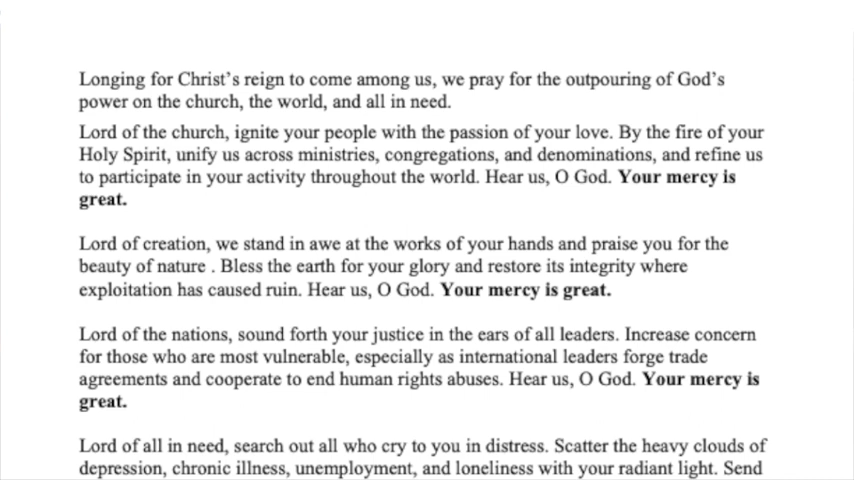 Longing for Christ's reign to come among us, we pray for the outpouring of God's
power on the church, the world, and all in need.
Lord of the church, ignite your people with the passion of your love. By the fire of your
Holy Spirit, unify us across ministries, congregations, and denominations, and refine us
to participate in your activity throughout the world. Hear us, O God. Your mercy is
great.
Lord of creation, we stand in awe at the works of your hands and praise you for the
beauty of nature . Bless the earth for your glory and restore its integrity where
exploitation has caused ruin. Hear us, O God. Your mercy is great.
Lord of the nations, sound forth your justice in the ears of all leaders. Increase concern
for those who are most vulnerable, especially as international leaders forge trade
agreements and cooperate to end human rights abuses. Hear us, O God. Your mercy is
great.
Lord of all in need, search out all who cry to you in distress. Scatter the heavy clouds of
depression, chronic illness, unemployment, and loneliness with your radiant light. Send